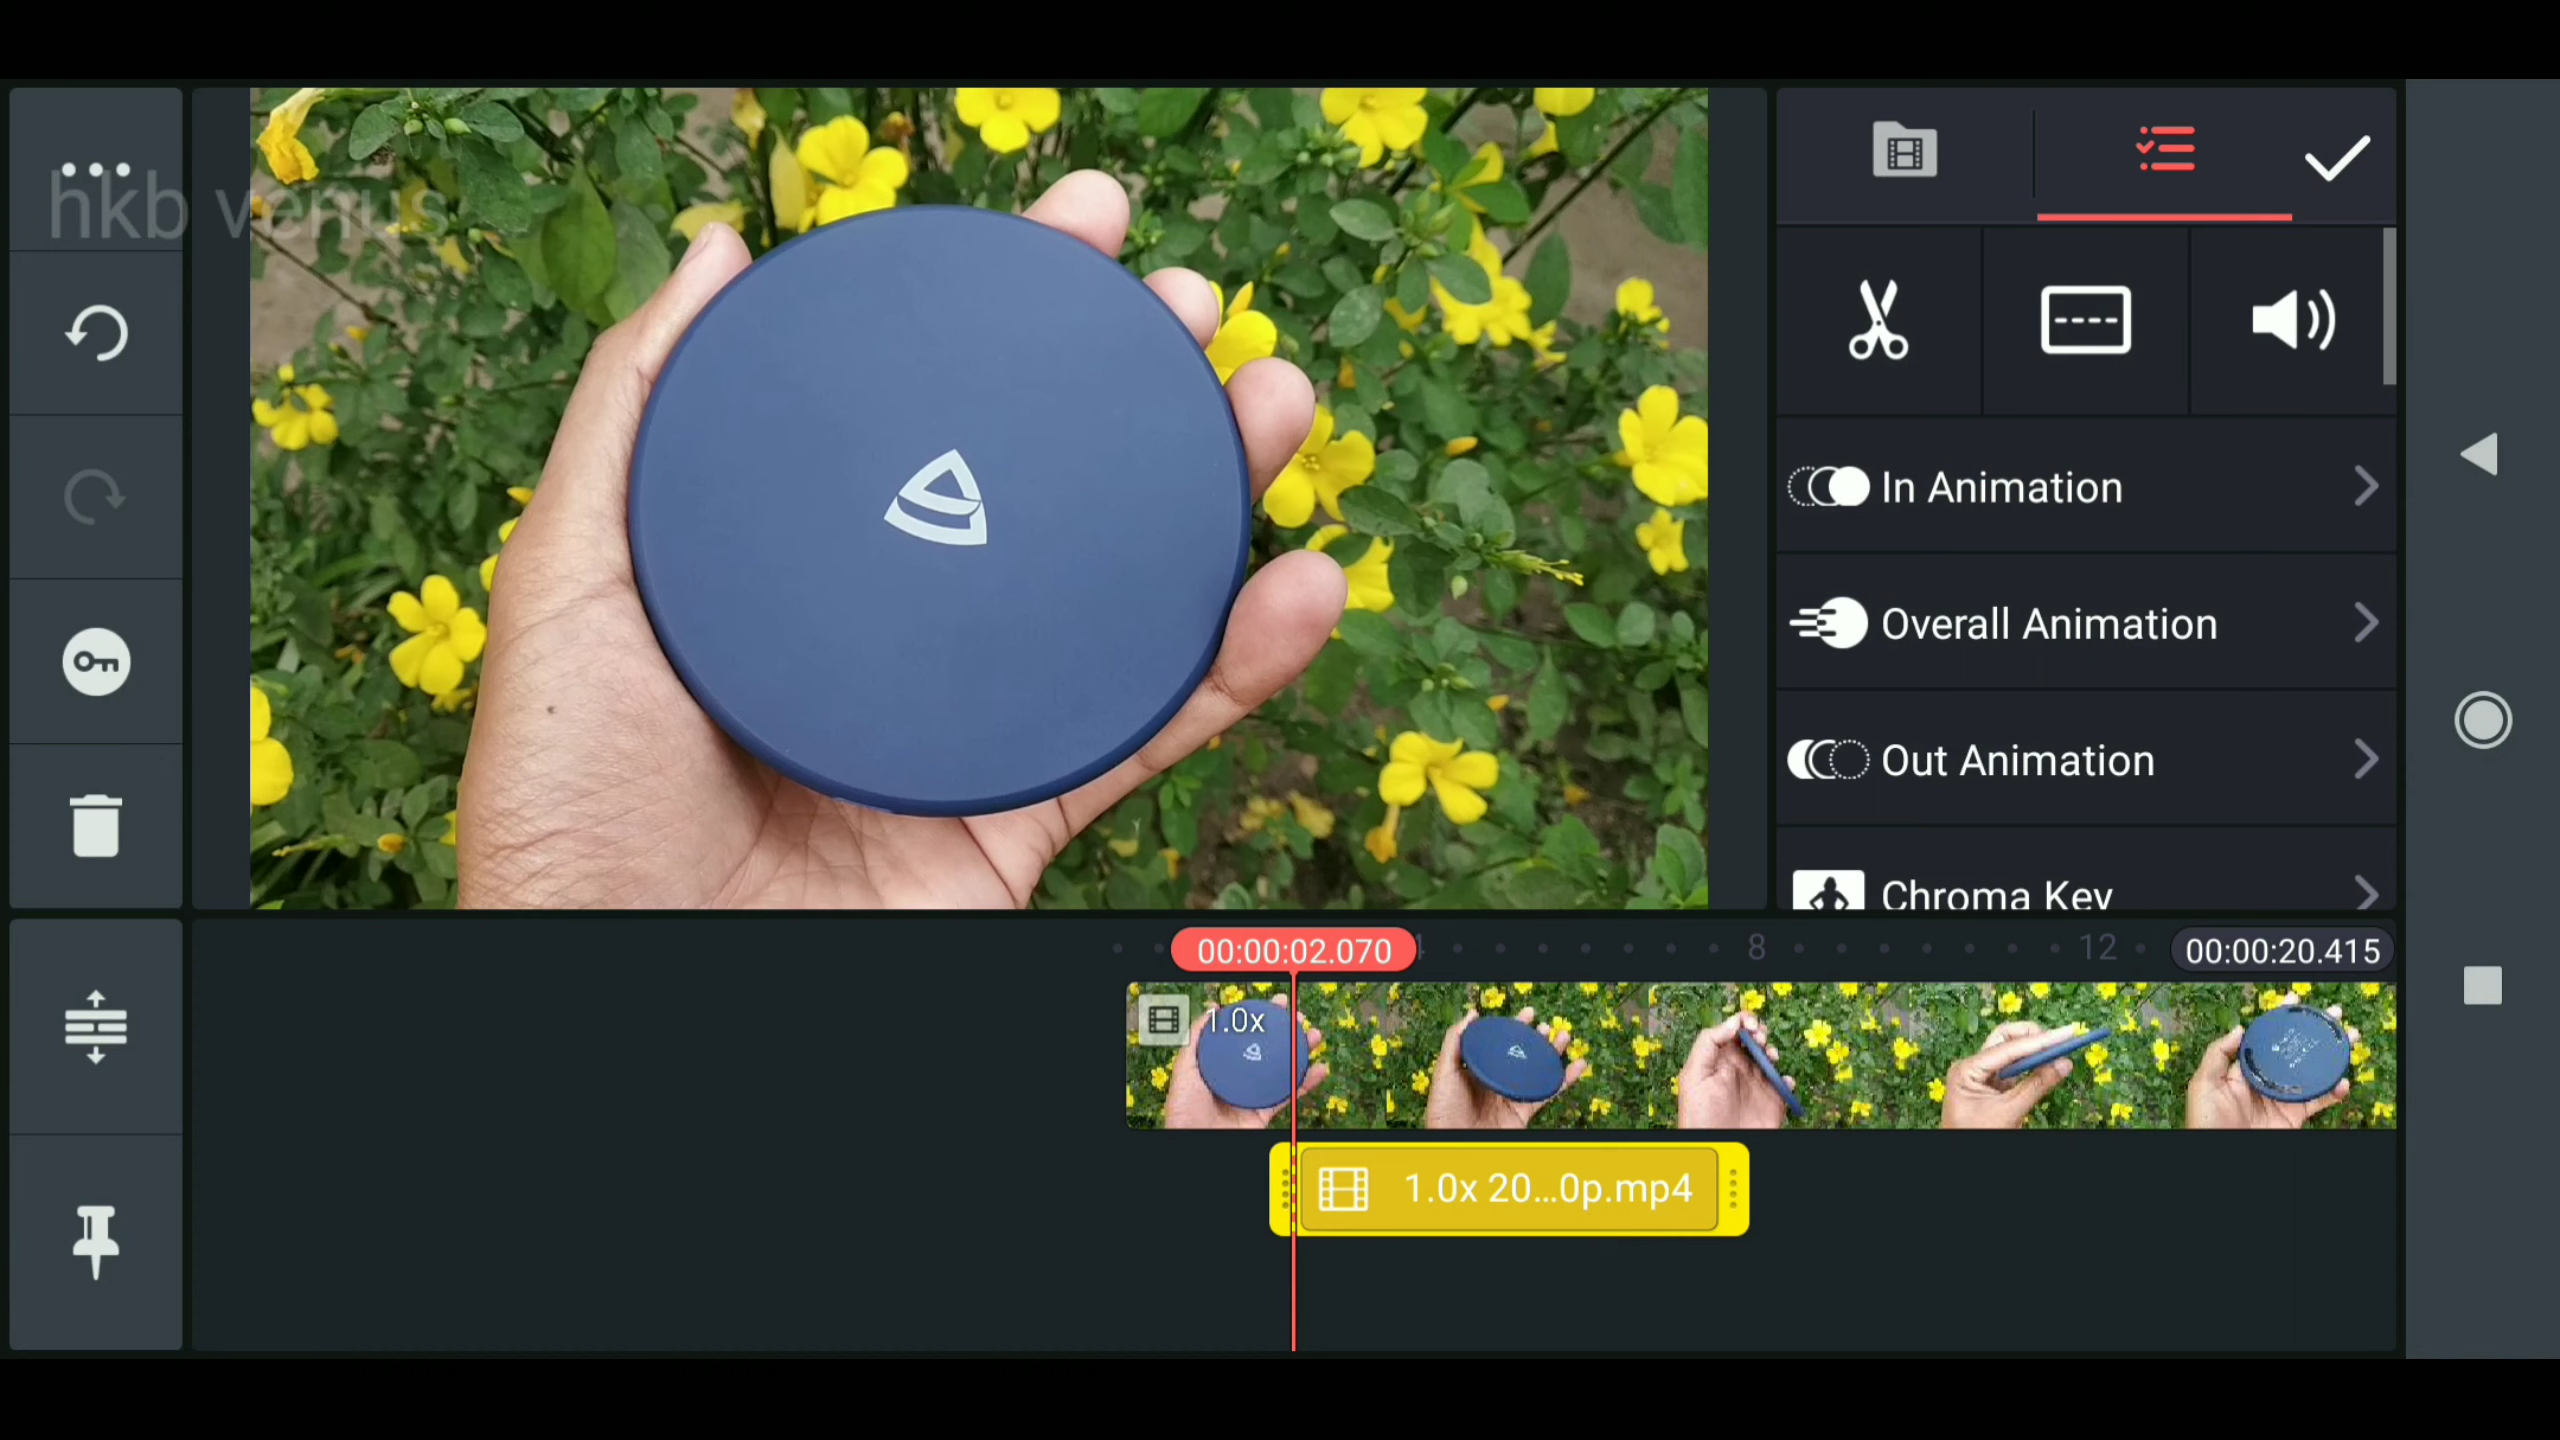 hkb venus
In Animation
Overall Animation
Out Animation
Chroma Key
00:00:02.070
4
8
12
00:00:20.415
1.0x
1.0x 20...0p.mp4